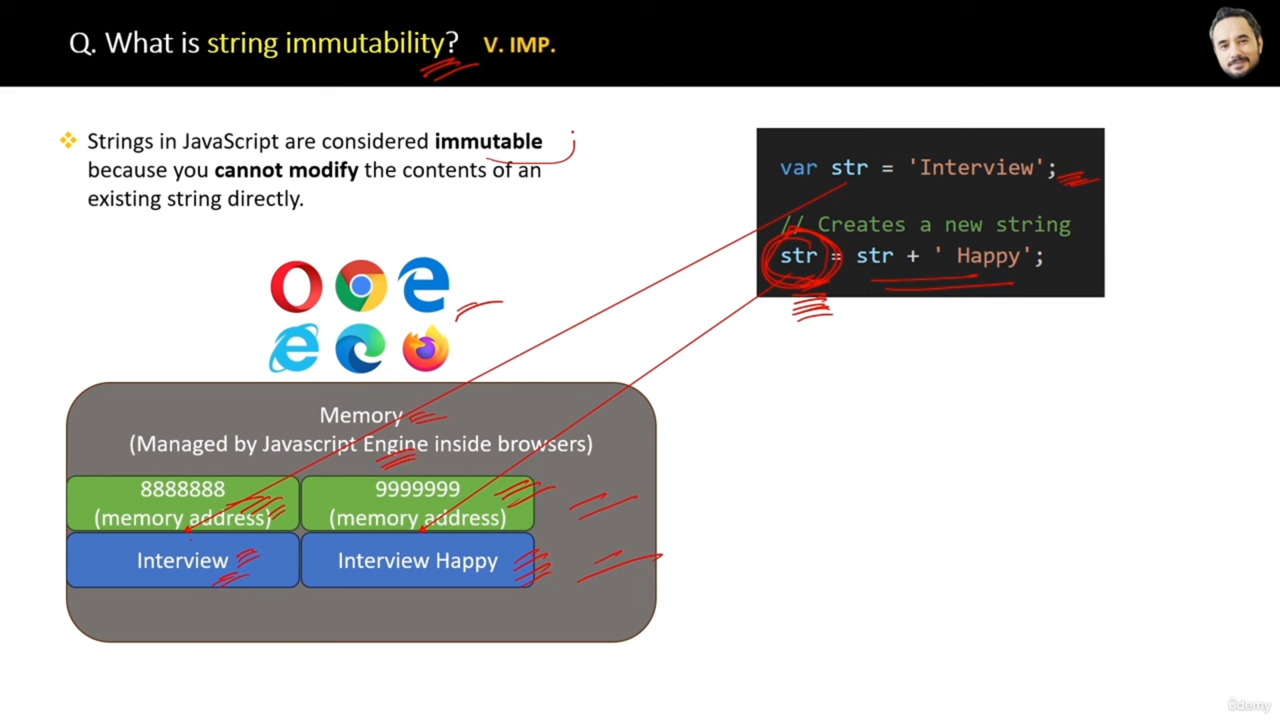 Q. What is string immutability? V. IMP.
Strings in JavaScript are considered immutable
because you cannot modify the contents of an
existing string directly.
var str = 'Interview';
// Creates a new string
str = str + ' Happy';
Memory
(Managed by Javascript Engine inside browsers)
8888888
(memory address)
9999999
(memory address)
Interview
Interview Happy
ûdemy